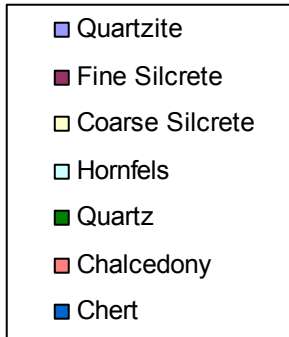 Quartzite
Fine Silcrete
Coarse Silcrete
Hornfels
Quartz
Chalcedony
Chert